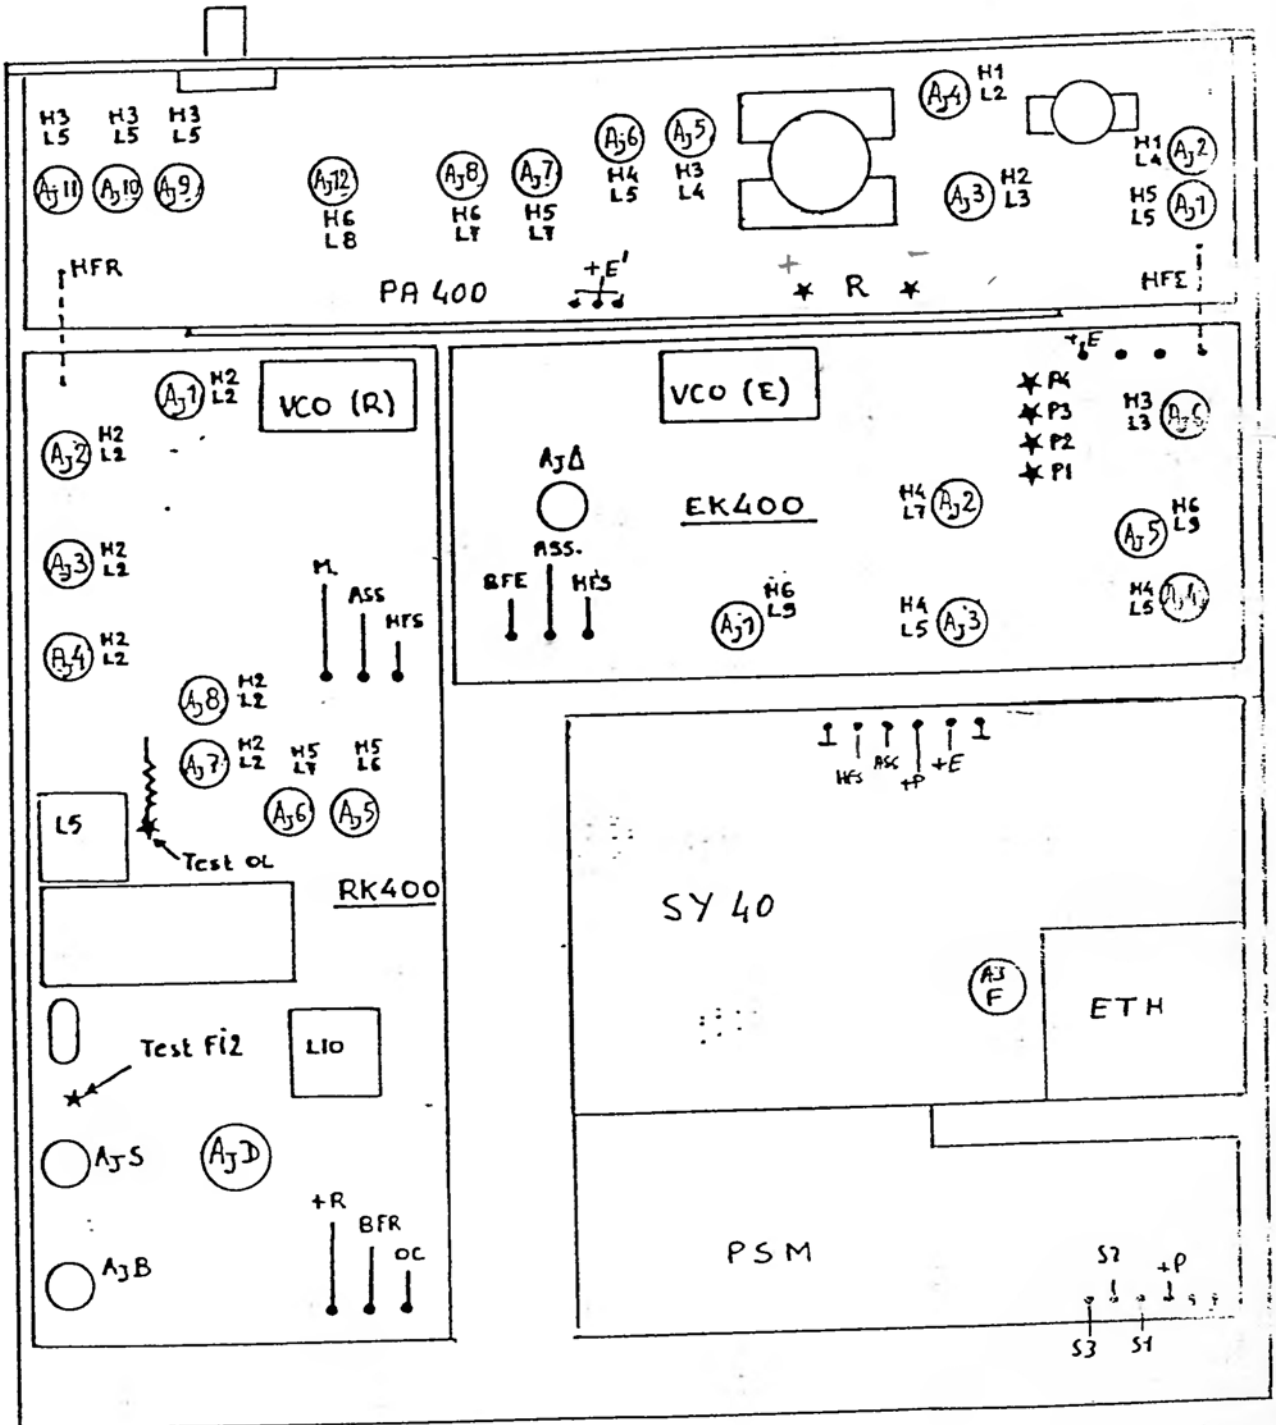 H3
L5
H3
L5
H3
L5
AJ11
AJ10
AJ9
AJ12
H6
L8
AJ8
H6
L7
AJ7
H5
L7
AJ6
H4
L5
AJ5
H3
L4
AJ4
H1
L2
AJ3
H2
L3
H1
L4
AJ2
H5
L5
AJ1
HFR
PA 400
+E'
+
R
-
HFE
AJ1
H2
L2
VCO (R)
AJ2
H2
L2
AJ3
H2
L2
AJ4
H2
L2
M.
ASS
HFS
AJ8
H2
L2
AJ7
H2
L2
H5
L7
H5
L6
AJ6
AJ5
L5
Test OL
RK400
Test Fi2
L10
AJS
AJD
AJB
+R
BFR
OC
VCO (E)
+E
P4
P3
P2
P1
H3
L3
AJ6
AJΔ
EK400
H4
L7
AJ2
AJ5
H6
L9
ASS.
BFE
HFS
AJ1
H6
L9
H4
L5
AJ3
H4
L5
AJ4
HFS
ASS
+P
+E
SY 40
AJ
F
ETH
PSM
S2
+P
S3
S1